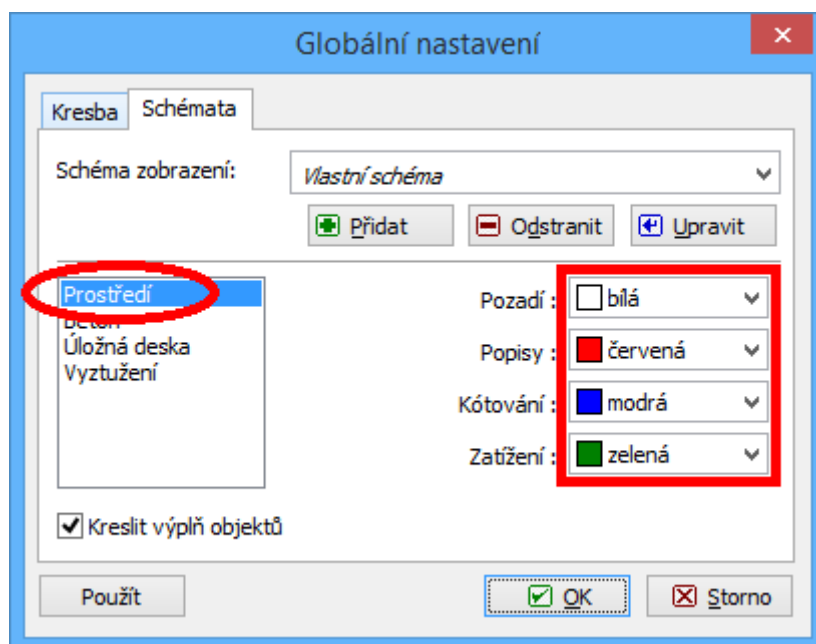 Globální nastavení
Kresba Schémata
Schéma zobrazení: Vlastní schéma
Přidat Odstranit Upravit
Prostředí
Beton
Úložná deska
Vyztužení
Pozadí : bílá
Popisy : červená
Kótování : modrá
Zatížení : zelená
Kreslit výplň objektů
Použít OK Storno